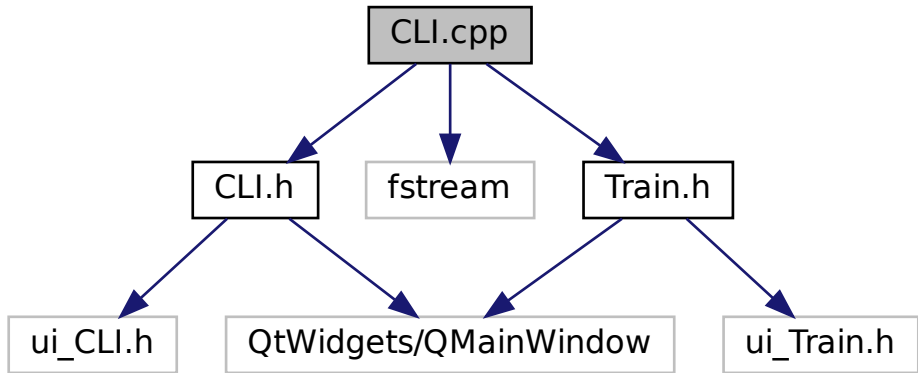 CLI.cpp
CLI.h
fstream
Train.h
ui_CLI.h
QtWidgets/QMainWindow
ui_Train.h